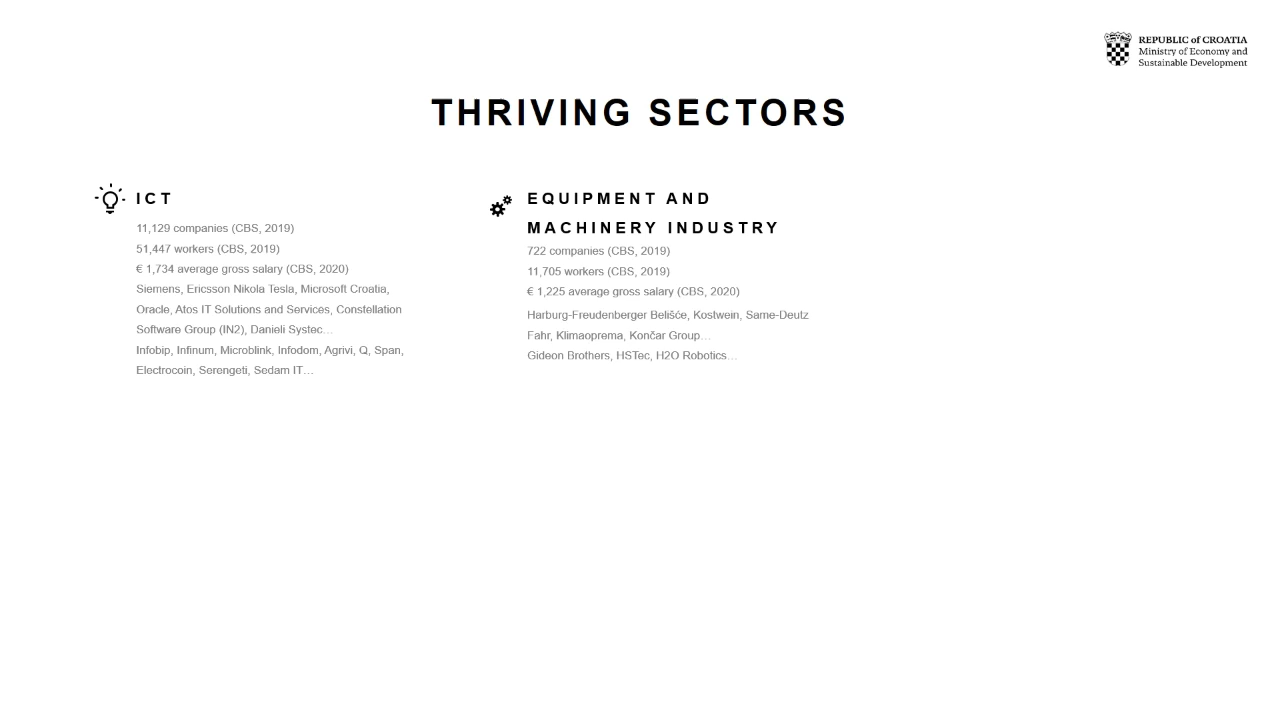 REPUBLIC of CROATIA
Ministry of Economy and
Sustainable Development
THRIVING SECTORS
ICT
11,129 companies (CBS, 2019)
51,447 workers (CBS, 2019)
€ 1,734 average gross salary (CBS, 2020)
Siemens, Ericsson Nikola Tesla, Microsoft Croatia,
Oracle, Atos IT Solutions and Services, Constellation
Software Group (IN2), Danieli Systec…
Infobip, Infinum, Microblink, Infodom, Agrivi, Q, Span,
Electrocoin, Serengeti, Sedam IT…
EQUIPMENT AND
MACHINERY INDUSTRY
722 companies (CBS, 2019)
11,705 workers (CBS, 2019)
€ 1,225 average gross salary (CBS, 2020)
Harburg-Freudenberger Belišće, Kostwein, Same-Deutz
Fahr, Klimaoprema, Končar Group…
Gideon Brothers, HSTec, H2O Robotics…